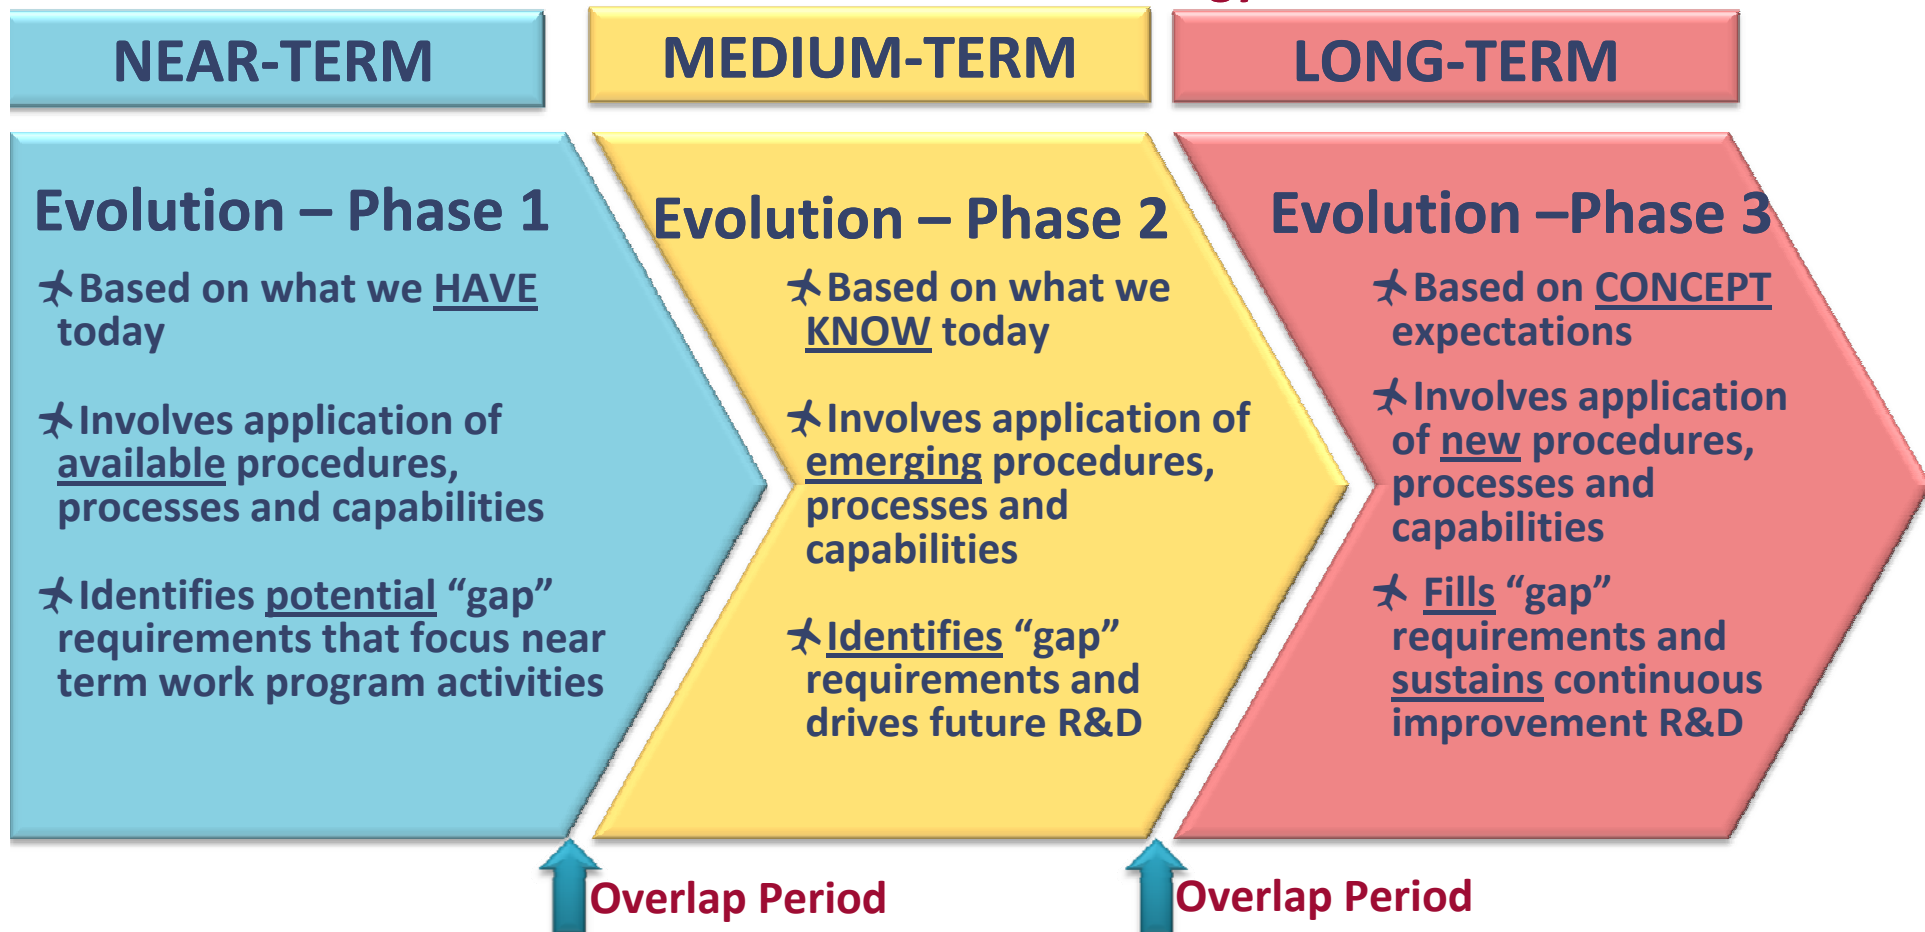 NEAR-TERM
MEDIUM-TERM
LONG-TERM
Evolution – Phase 1
Based on what we HAVE
today
Involves application of
available procedures,
processes and capabilities
Identifies potential “gap”
requirements that focus near
term work program activities
Evolution – Phase 2
Based on what we
KNOW today
Involves application of
emerging procedures,
processes and
capabilities
Identifies “gap”
requirements and
drives future R&D
Evolution –Phase 3
Based on CONCEPT
expectations
Involves application
of new procedures,
processes and
capabilities
Fills “gap”
requirements and
sustains continuous
improvement R&D
Overlap Period
Overlap Period